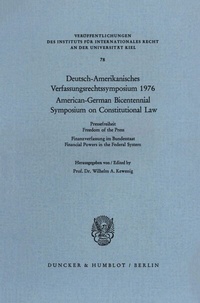 VERÖFFENTLICHUNGEN
DES INSTITUTS FÜR INTERNATIONALES RECHT
AN DER UNIVERSITÄT KIEL
78
Deutsch-Amerikanisches
Verfassungsrechtssymposium 1976
American-German Bicentennial
Symposium on Constitutional Law
Pressefreiheit
Freedom of the Press
Finanzverfassung im Bundesstaat
Financial Powers in the Federal System
Herausgegeben von / Edited by
Prof. Dr. Wilhelm A. Kewenig
DUNCKER & HUMBLOT / BERLIN